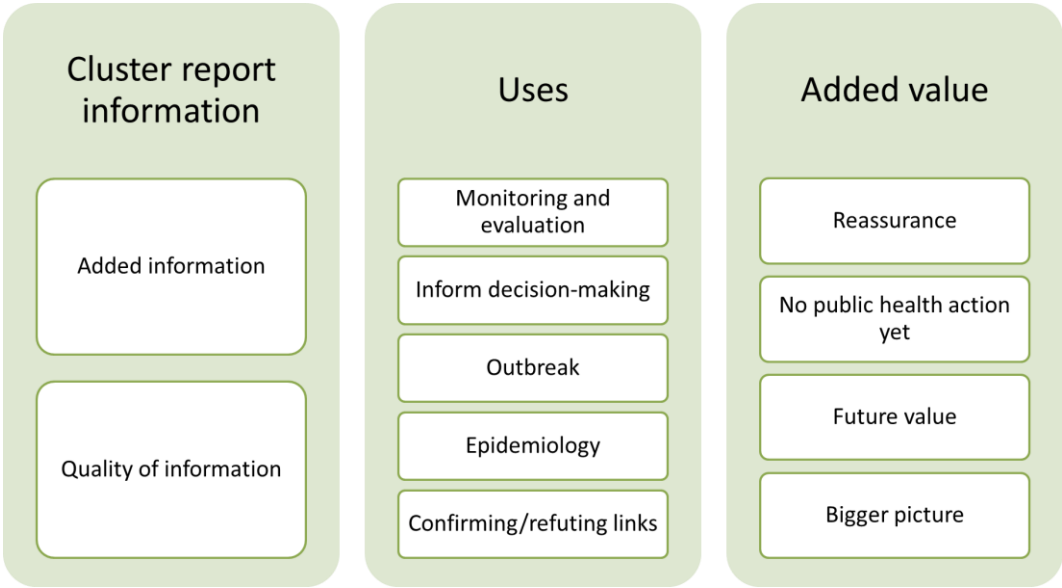 Cluster report
information
Added information
Quality of information
Uses
Monitoring and
evaluation
Inform decision-making
Outbreak
Epidemiology
Confirming/refuting links
Added value
Reassurance
No public health action
yet
Future value
Bigger picture